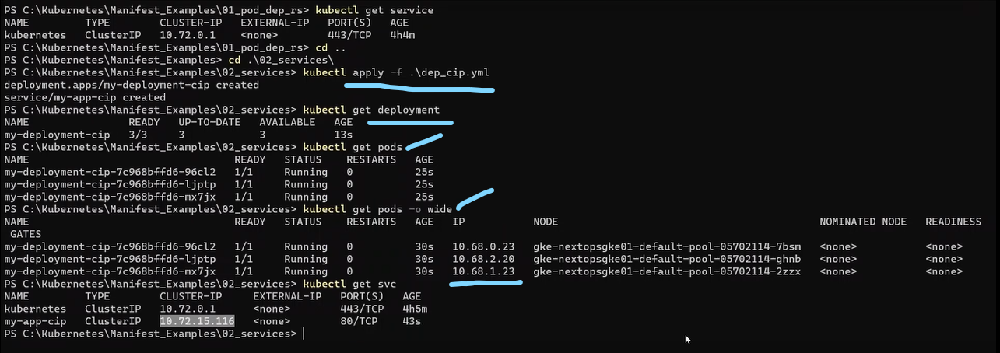 PS C:\Kubernetes\Manifest_Examples\01_pod_dep_rs> kubectl get service
NAME         TYPE        CLUSTER-IP   EXTERNAL-IP   PORT(S)   AGE
kubernetes   ClusterIP   10.72.0.1    <none>        443/TCP   4h4m
PS C:\Kubernetes\Manifest_Examples\01_pod_dep_rs> cd ..
PS C:\Kubernetes\Manifest_Examples> cd .\02_services\
PS C:\Kubernetes\Manifest_Examples\02_services> kubectl apply -f .\dep_cip.yml
deployment.apps/my-deployment-cip created
service/my-app-cip created
PS C:\Kubernetes\Manifest_Examples\02_services> kubectl get deployment
NAME                READY   UP-TO-DATE   AVAILABLE   AGE
my-deployment-cip   3/3     3            3           13s
PS C:\Kubernetes\Manifest_Examples\02_services> kubectl get pods
NAME                                 READY   STATUS    RESTARTS   AGE
my-deployment-cip-7c968bffd6-96cl2   1/1     Running   0          25s
my-deployment-cip-7c968bffd6-ljptp   1/1     Running   0          25s
my-deployment-cip-7c968bffd6-mx7jx   1/1     Running   0          25s
PS C:\Kubernetes\Manifest_Examples\02_services> kubectl get pods -o wide
NAME                                 READY   STATUS    RESTARTS   AGE   IP           NODE                                          NOMINATED NODE   READINESS
 GATES
my-deployment-cip-7c968bffd6-96cl2   1/1     Running   0          30s   10.68.0.23   gke-nextopsgke01-default-pool-05702114-7bsm   <none>           <none>
my-deployment-cip-7c968bffd6-ljptp   1/1     Running   0          30s   10.68.2.20   gke-nextopsgke01-default-pool-05702114-ghnb   <none>           <none>
my-deployment-cip-7c968bffd6-mx7jx   1/1     Running   0          30s   10.68.1.23   gke-nextopsgke01-default-pool-05702114-2zzx   <none>           <none>
PS C:\Kubernetes\Manifest_Examples\02_services> kubectl get svc
NAME         TYPE        CLUSTER-IP     EXTERNAL-IP   PORT(S)   AGE
kubernetes   ClusterIP   10.72.0.1      <none>        443/TCP   4h5m
my-app-cip   ClusterIP   10.72.15.116   <none>        80/TCP    43s
PS C:\Kubernetes\Manifest_Examples\02_services>